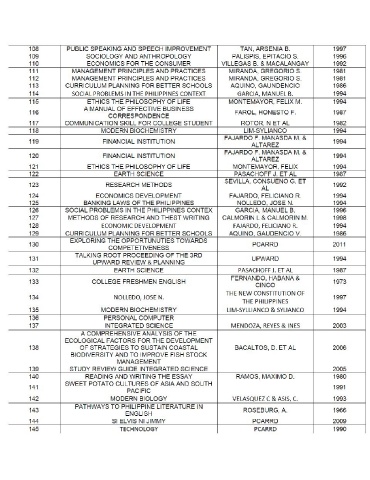 108 PUBLIC SPEAKING AND SPEECH IMPROVEMENT TAN, ARSENIA B. 1997
109 SOCIOLOGY AND ANTHROPOLOGY PALISPIS, EPITACIO S. 1996
110 ECONOMICS FOR THE CONSUMER VILLEGAS B. & MACALANGAY 1992
111 MANAGEMENT PRINCIPLES AND PRACTICES MIRANDA, GREGORIO S. 1981
112 MANAGEMENT PRINCIPLES AND PRACTICES MIRANDA, GREGORIO S. 1981
113 CURRICULUM PLANNING FOR BETTER SCHOOLS AQUINO, GAUDENCIO 1986
114 SOCIAL PROBLEMS IN THE PHILIPPINES CONTEXT GARCIA, MANUEL B. 1994
115 ETHICS THE PHILOSOPHY OF LIFE MONTEMAYOR, FELIX M. 1994
116 A MANUAL OF EFFECTIVE BUSINESS
CORRESPONDENCE FAROL, HONESTO F. 1987
117 COMMUNICATION SKILL FOR COLLEGE STUDENT ROTOR, N ET AL 1982
118 MODERN BIOCHEMISTRY LIM-SYLIANCO 1994
119 FINANCIAL INSTITUTION FAJARDO F. MANASDA M. &
ALTAREZ 1994
120 FINANCIAL INSTITUTION FAJARDO F. MANASDA M. &
ALTAREZ 1994
121 ETHICS THE PHILOSOPHY OF LIFE MONTEMAYOR, FELIX 1994
122 EARTH SCIENCE PASACHOFF J. ET AL 1987
123 RESEARCH METHODS SEVILLA, CONSUELO G. ET
AL 1992
124 ECONOMICS DEVELOPMENT FAJARDO, FELICIANO R. 1994
125 BANKING LAWS OF THE PHILIPPINES NOLLEDO, JOSE N. 1994
126 SOCIAL PROBLEMS IN THE PHILIPPINES CONTEX GARCIA, MANUEL B. 1996
127 METHODS OF RESEARCH AND THEST WRITING CALMORIN L & CALMORIN M. 1998
128 ECONOMIC DEVELOPMENT FAJARDO, FELICIANO R. 1994
129 CURRICULUM PLANNING FOR BETTER SCHOOLS AQUINO, GAUDENCIO V. 1986
130 EXPLORING THE OPPORTUNITIES TOWARDS
COMPETETIVENESS PCARRD 2011
131 TALKING ROOT PROCEEDING OF THE 3RD
UPWARD REVIEW & PLANNING UPWARD 1994
132 EARTH SCIENCE PASACHOFF J. ET AL 1987
133 COLLEGE FRESHMEN ENGLISH FERNANDO, HABANA &
CINCO 1973
134 NOLLEDO, JOSE N. THE NEW CONSTITUTION OF
THE PHILIPPINES 1997
135 MODERN BIOCHEMISTRY LIM-SYLIANCO & SYLIANCO 1994
136 PERSONAL COMPUTER
137 INTEGRATED SCIENCE MENDOZA, REYES & INES 2003
138 A COMPREHENSIVE ANALYSIS OF THE
ECOLOGICAL FACTORS FOR THE DEVELOPMENT
OF STRATEGIES TO SUSTAIN COASTAL
BIODIVERSITY AND TO IMPROVE FISH STOCK
MANAGEMENT BACALTOS, D. ET AL 2006
139 STUDY REVIEW GUIDE INTEGRATED SCIENCE 2005
140 READING AND WRITING THE ESSAY RAMOS, MAXIMO D. 1980
141 SWEET POTATO CULTURES OF ASIA AND SOUTH
PACIFIC 1991
142 MODERN BIOLOGY VELASQUEZ C & ASIS, C. 1993
143 PATHWAYS TO PHILIPPINE LITERATURE IN
ENGLISH ROSEBURG, A. 1966
144 SI ELVIS NI JIMMY PCARRD 2009
145 TECHNOLOGY PCARRD 1990